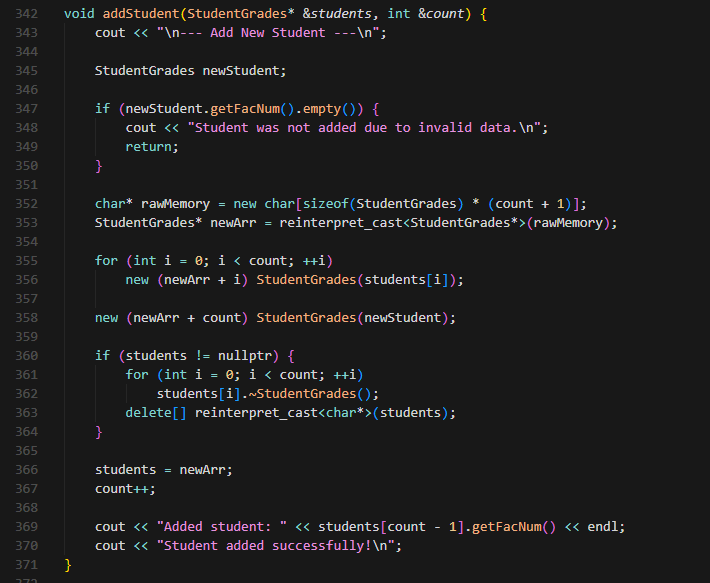 342 void addStudent(StudentGrades* &students, int &count) {
343     cout << "\n--- Add New Student ---\n";
344
345     StudentGrades newStudent;
346
347     if (newStudent.getFacNum().empty()) {
348         cout << "Student was not added due to invalid data.\n";
349         return;
350     }
351
352     char* rawMemory = new char[sizeof(StudentGrades) * (count + 1)];
353     StudentGrades* newArr = reinterpret_cast<StudentGrades*>(rawMemory);
354
355     for (int i = 0; i < count; ++i)
356         new (newArr + i) StudentGrades(students[i]);
357
358     new (newArr + count) StudentGrades(newStudent);
359
360     if (students != nullptr) {
361         for (int i = 0; i < count; ++i)
362             students[i].~StudentGrades();
363         delete[] reinterpret_cast<char*>(students);
364     }
365
366     students = newArr;
367     count++;
368
369     cout << "Added student: " << students[count - 1].getFacNum() << endl;
370     cout << "Student added successfully!\n";
371 }